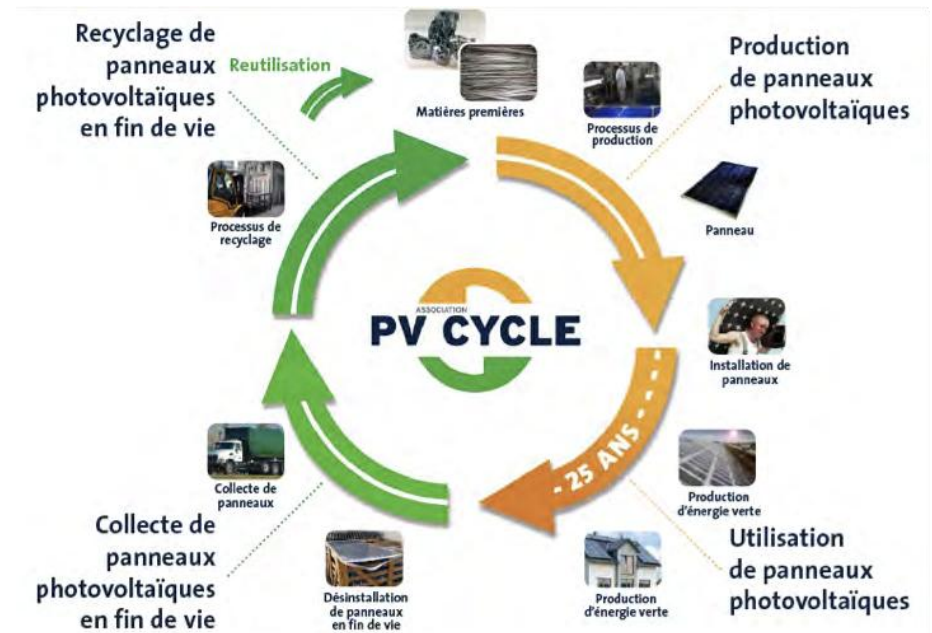 Recyclage de
panneaux
photovoltaïques
en fin de vie
Reutilisation
Matières premières
Processus de
production
Production
de panneaux
photovoltaïques
Panneau
Processus de
recyclage
ASSOCIATION
PV CYCLE
Installation de
panneaux
- 25 ANS - - -
Production
d'énergie verte
Utilisation
de panneaux
photovoltaïques
Production
d'énergie verte
Désinstallation
de panneaux
en fin de vie
Collecte de
panneaux
Collecte de
panneaux
photovoltaïques
en fin de vie